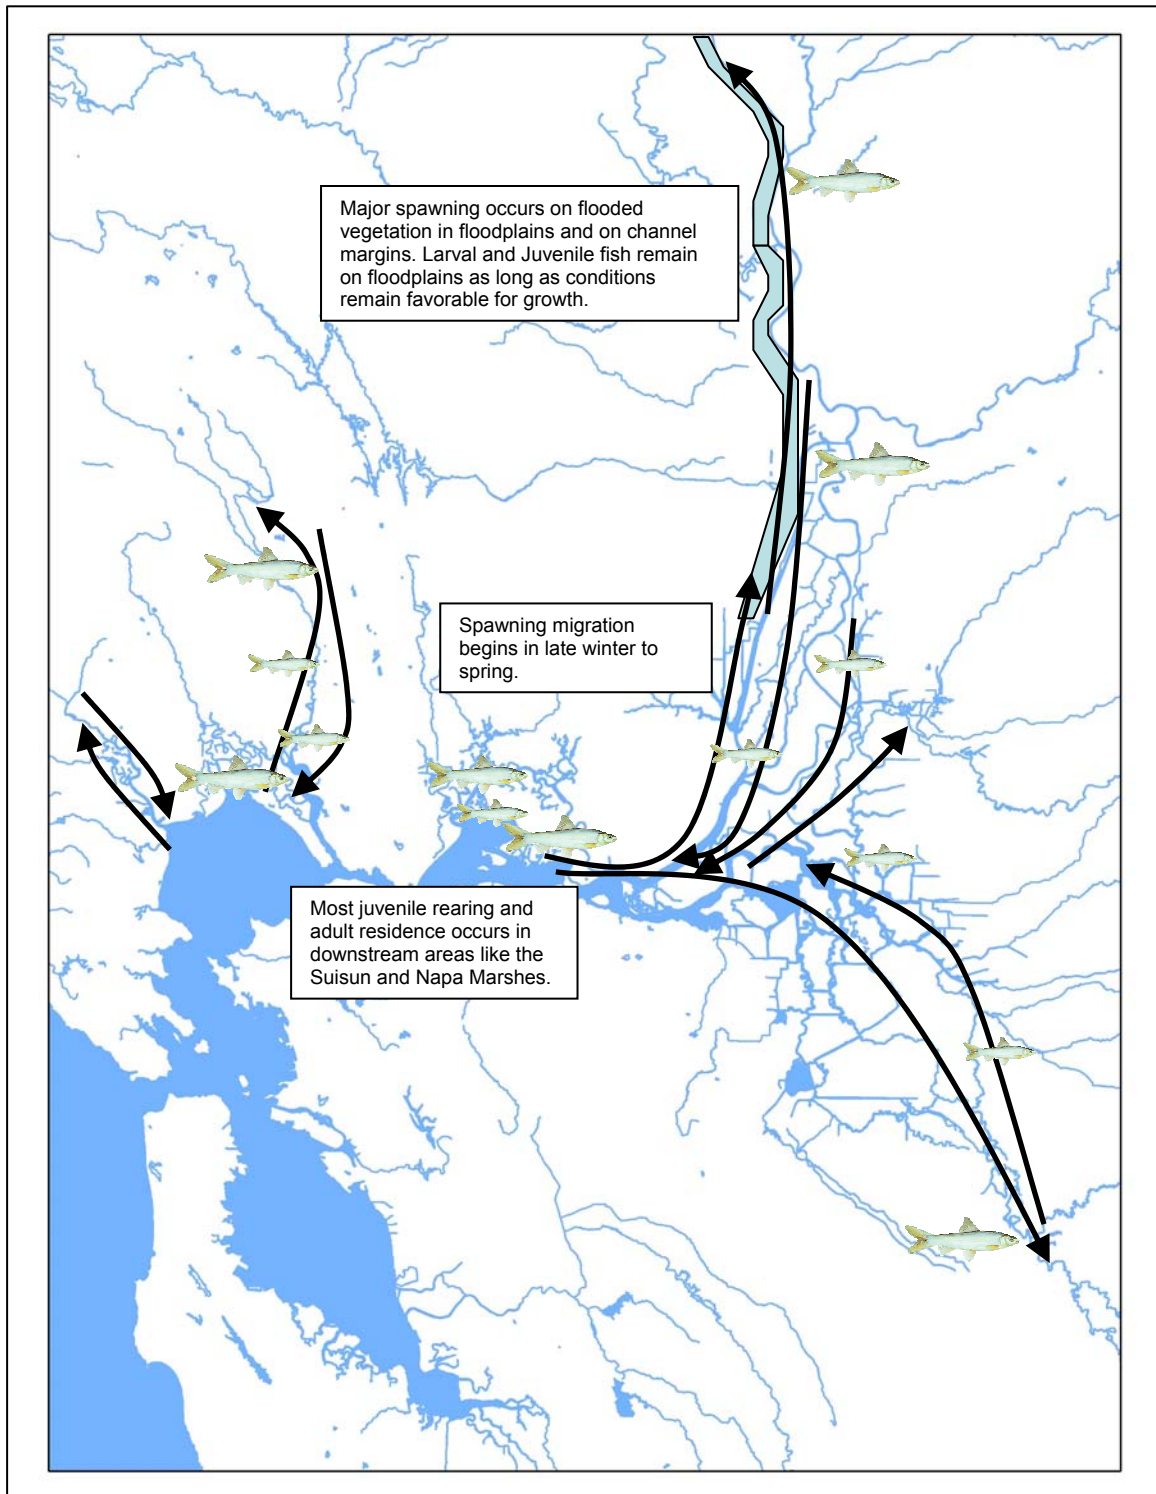 Major spawning occurs on flooded
vegetation in floodplains and on channel
margins. Larval and Juvenile fish remain
on floodplains as long as conditions
remain favorable for growth.
Spawning migration
begins in late winter to
spring.
Most juvenile rearing and
adult residence occurs in
downstream areas like the
Suisun and Napa Marshes.